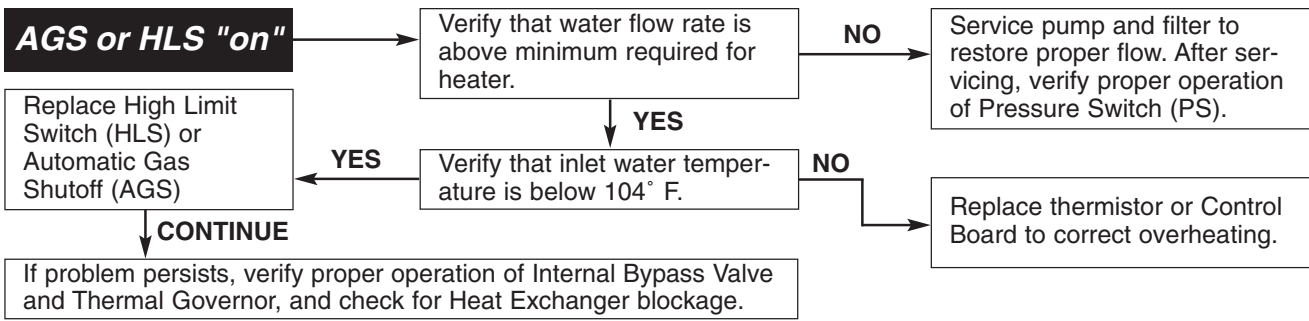 AGS or HLS "on"
Verify that water flow rate is
above minimum required for
heater.
NO
Service pump and filter to
restore proper flow. After ser-
vicing, verify proper operation
of Pressure Switch (PS).
YES
Verify that inlet water temper-
ature is below 104˚ F.
NO
Replace thermistor or Control
Board to correct overheating.
YES
Replace High Limit
Switch (HLS) or
Automatic Gas
Shutoff (AGS)
CONTINUE
If problem persists, verify proper operation of Internal Bypass Valve
and Thermal Governor, and check for Heat Exchanger blockage.